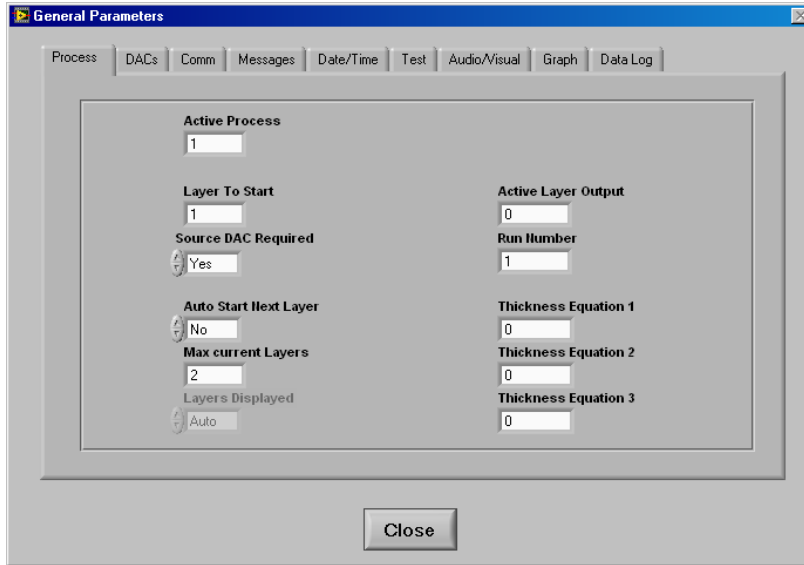 General Parameters
Process DACs Comm Messages Date/Time Test Audio/Visual Graph Data Log
Active Process
1
Layer To Start
1
Source DAC Required
Yes
Auto Start Next Layer
No
Max current Layers
2
Layers Displayed
Auto
Active Layer Output
0
Run Number
1
Thickness Equation 1
0
Thickness Equation 2
0
Thickness Equation 3
0
Close